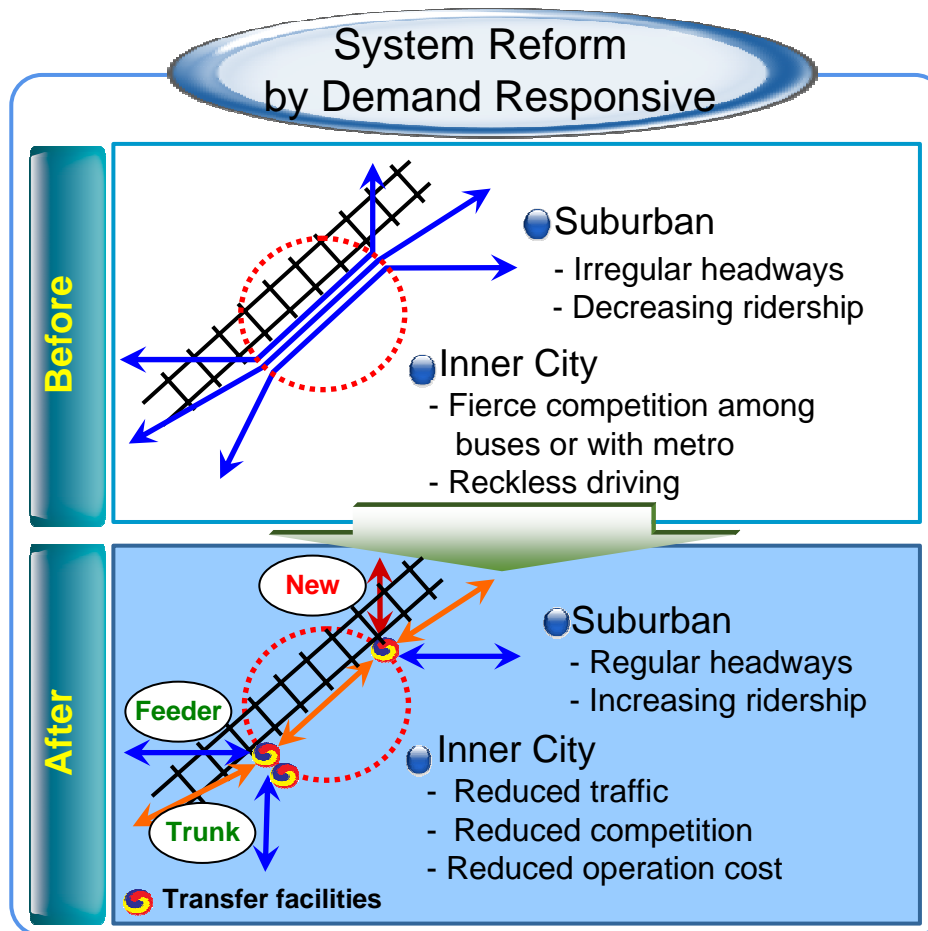 System Reform
by Demand Responsive
Before
Suburban
- Irregular headways
- Decreasing ridership
Inner City
- Fierce competition among
buses or with metro
- Reckless driving
After
New
Suburban
- Regular headways
- Increasing ridership
Feeder
Inner City
- Reduced traffic
- Reduced competition
- Reduced operation cost
Trunk
Transfer facilities